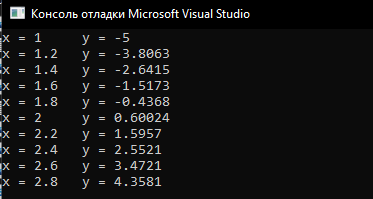 Консоль отладки Microsoft Visual Studio
x = 1 y = -5
x = 1.2 y = -3.8063
x = 1.4 y = -2.6415
x = 1.6 y = -1.5173
x = 1.8 y = -0.4368
x = 2 y = 0.60024
x = 2.2 y = 1.5957
x = 2.4 y = 2.5521
x = 2.6 y = 3.4721
x = 2.8 y = 4.3581